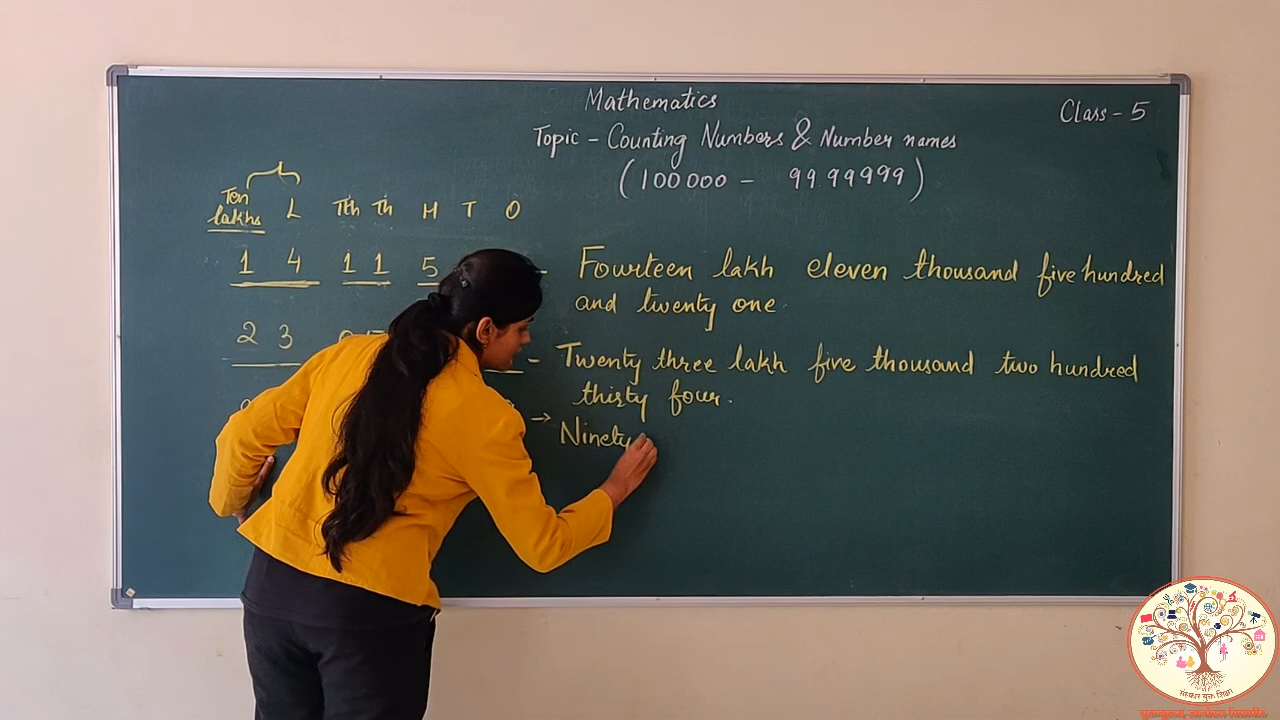 Mathematics
Class - 5
Topic - Counting Numbers & Number names
(100000 - 9999999)
Ten lakhs L Tth Th H T O
1 4 1 1 5 - Fourteen lakh eleven thousand five hundred
and twenty one.
2 3 - Twenty three lakh five thousand two hundred
thirty four.
→ Ninety
संस्कार युक्त शिक्षा